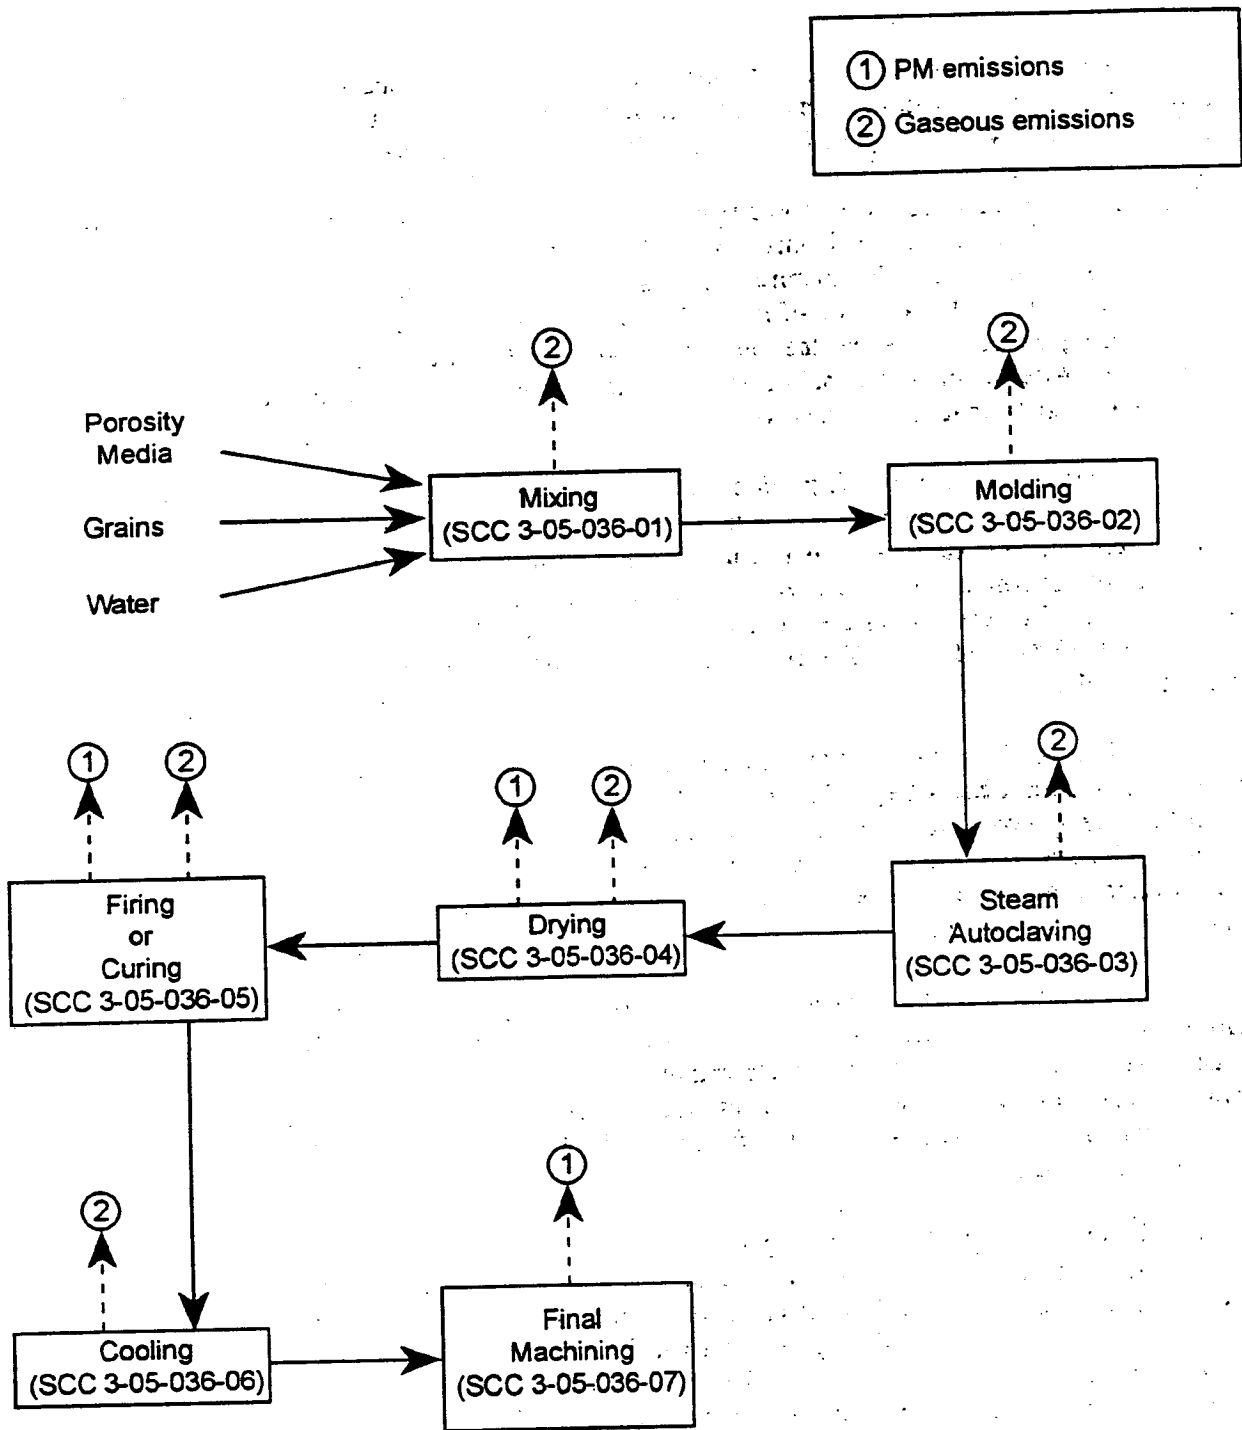 ① PM emissions
② Gaseous emissions
②
②
Porosity
Media
Grains
Water
Mixing
(SCC 3-05-036-01)
Molding
(SCC 3-05-036-02)
①
②
①
②
②
Firing
or
Curing
(SCC 3-05-036-05)
Drying
(SCC 3-05-036-04)
Steam
Autoclaving
(SCC 3-05-036-03)
②
①
Cooling
(SCC 3-05-036-06)
Final
Machining
(SCC 3-05-036-07)